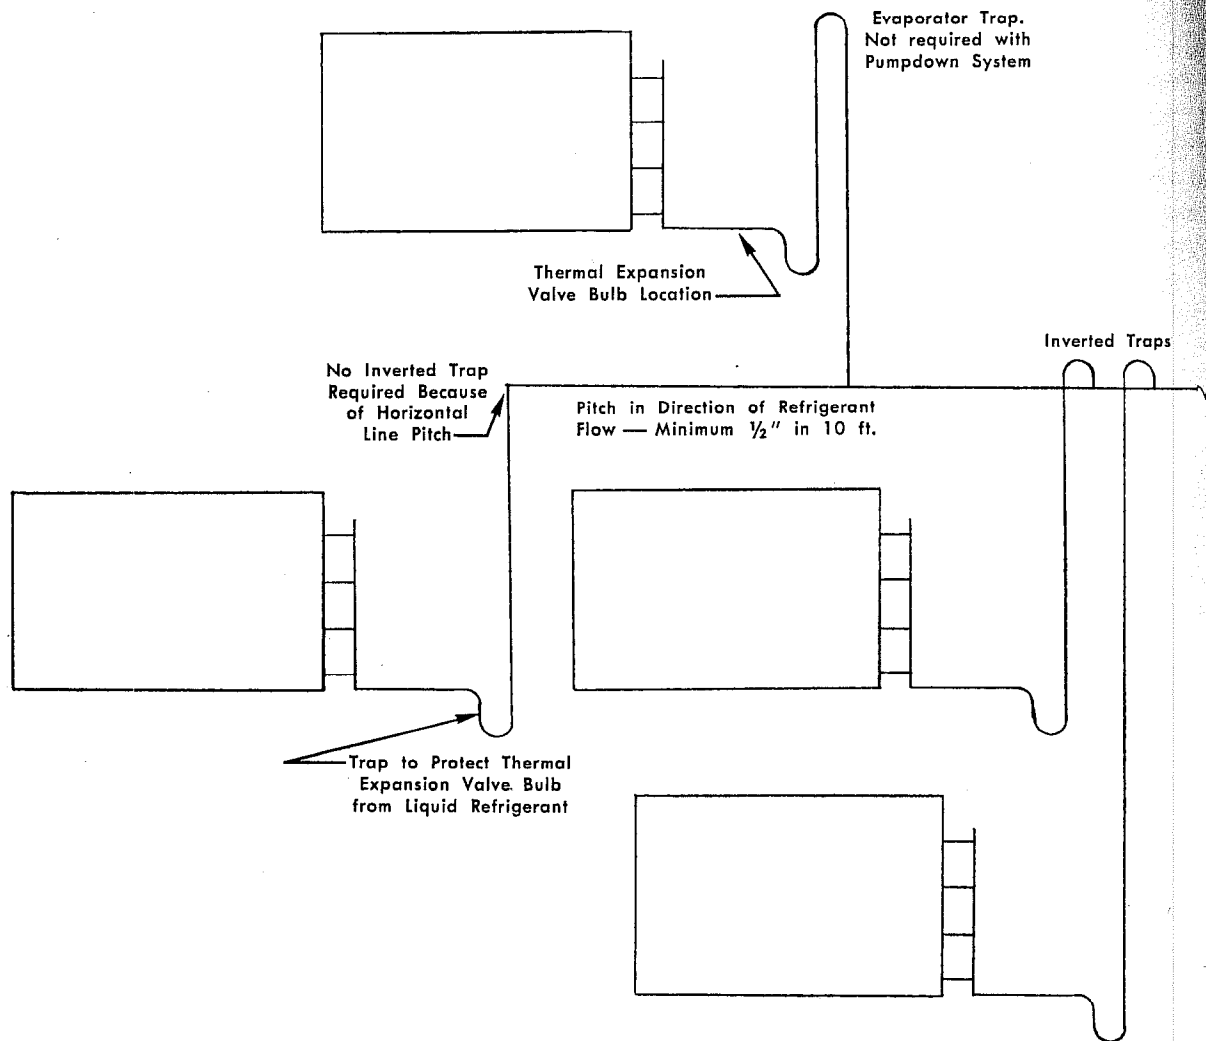 Evaporator Trap.
Not required with
Pumpdown System
Thermal Expansion
Valve Bulb Location
Inverted Traps
No Inverted Trap
Required Because
of Horizontal
Line Pitch
Pitch in Direction of Refrigerant
Flow — Minimum ½" in 10 ft.
Trap to Protect Thermal
Expansion Valve Bulb
from Liquid Refrigerant